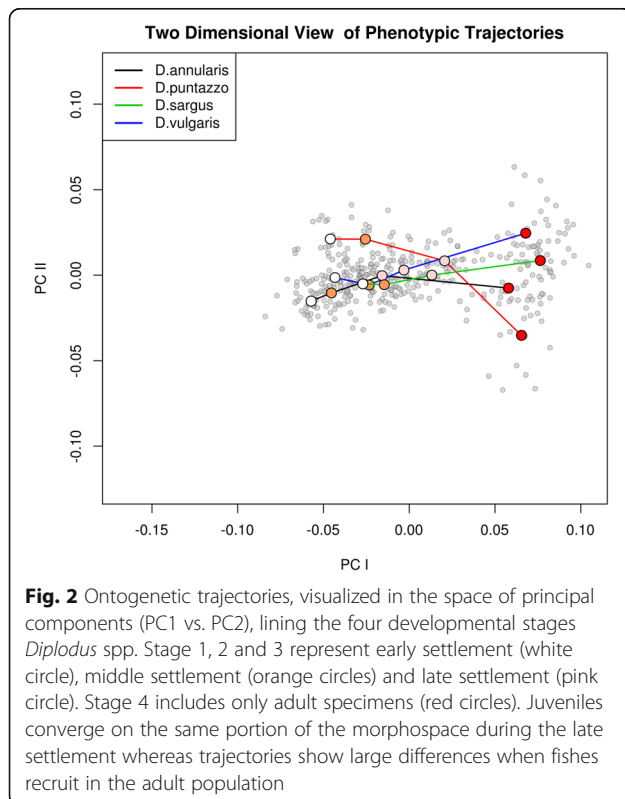 Two Dimensional View of Phenotypic Trajectories
D.annularis
D.puntazzo
D.sargus
D.vulgaris
0.10
0.05
0.00
-0.05
-0.10
PC II
-0.15
-0.10
-0.05
0.00
0.05
0.10
PC I
Fig. 2 Ontogenetic trajectories, visualized in the space of principal
components (PC1 vs. PC2), lining the four developmental stages
Diplodus spp. Stage 1, 2 and 3 represent early settlement (white
circle), middle settlement (orange circles) and late settlement (pink
circle). Stage 4 includes only adult specimens (red circles). Juveniles
converge on the same portion of the morphospace during the late
settlement whereas trajectories show large differences when fishes
recruit in the adult population